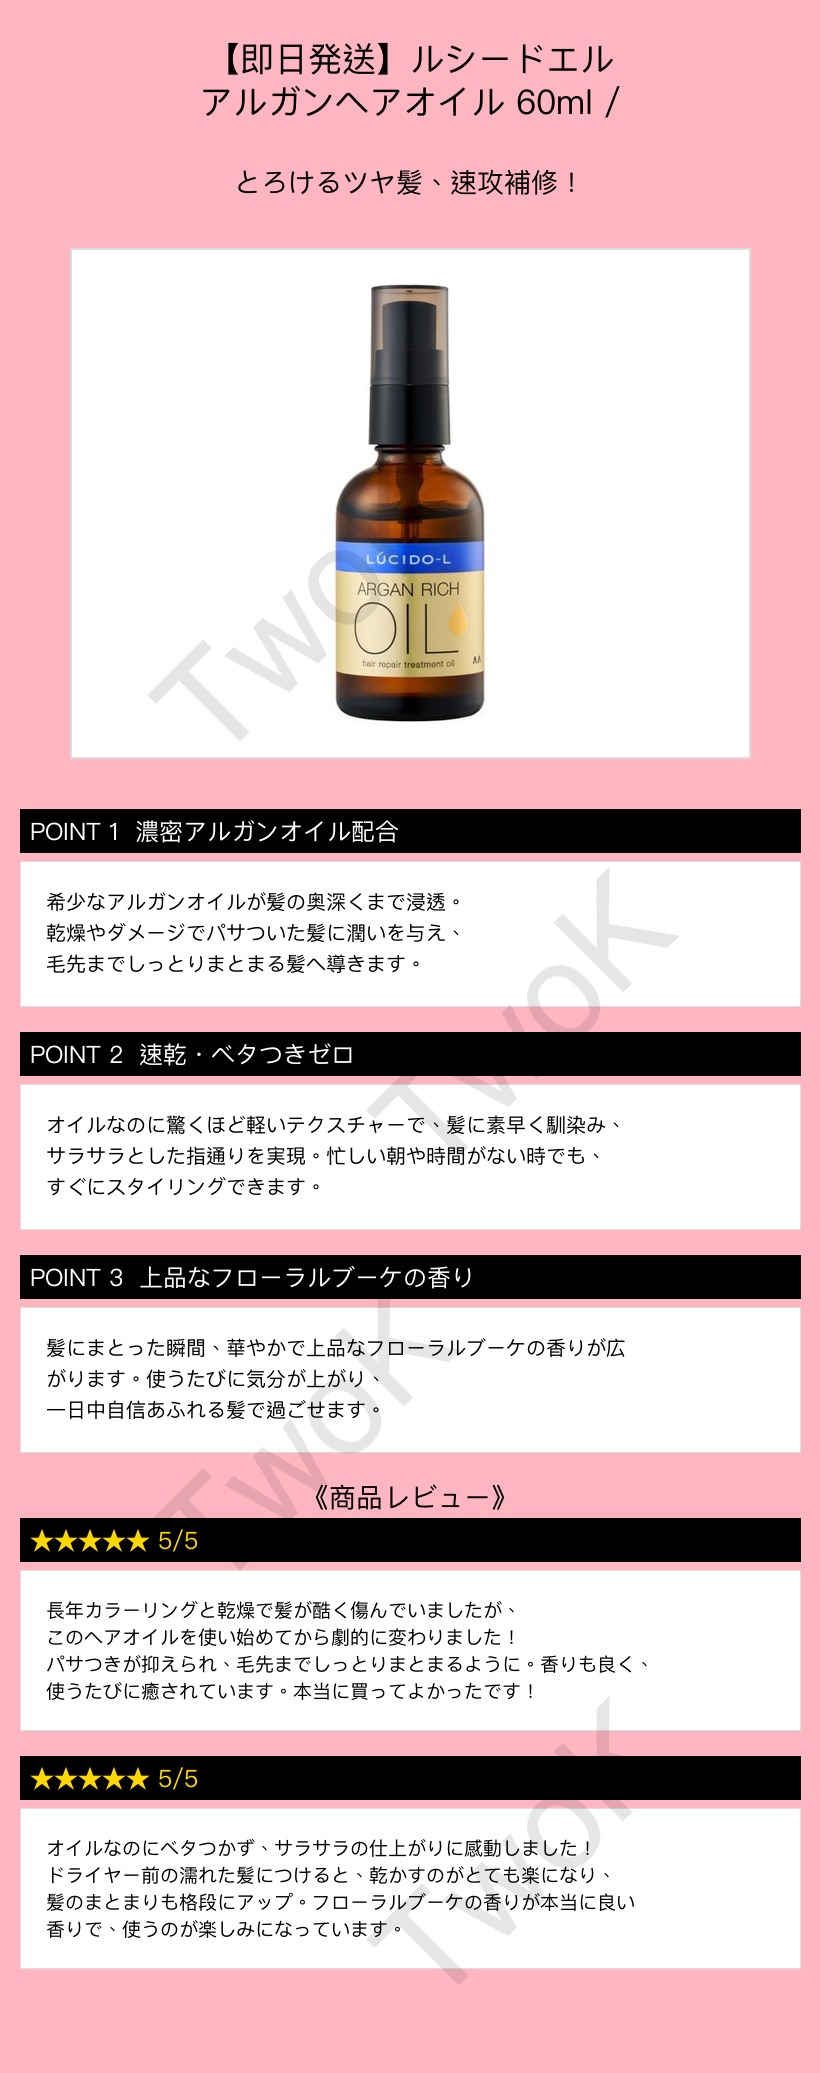 【即日発送】ルシードエル
アルガンヘアオイル 60ml /
とろけるツヤ髪、速攻補修！
LÚCIDO-L
ARGAN RICH
OIL
hair repair treatment oil
TwoK
POINT 1 濃密アルガンオイル配合
希少なアルガンオイルが髪の奥深くまで浸透。
乾燥やダメージでパサついた髪に潤いを与え、
毛先までしっとりまとまる髪へ導きます。
TwoK
POINT 2 速乾・ベタつきゼロ
オイルなのに驚くほど軽いテクスチャーで、髪に素早く馴染み、
サラサラとした指通りを実現。忙しい朝や時間がない時でも、
すぐにスタイリングできます。
POINT 3 上品なフローラルブーケの香り
髪にまとった瞬間、華やかで上品なフローラルブーケの香りが広
がります。使うたびに気分が上がり、
一日中自信あふれる髪で過ごせます。
TwoK
《商品レビュー》
★★★★★ 5/5
長年カラーリングと乾燥で髪が酷く傷んでいましたが、
このヘアオイルを使い始めてから劇的に変わりました！
パサつきが抑えられ、毛先までしっとりまとまるように。香りも良く、
使うたびに癒されています。本当に買ってよかったです！
★★★★★ 5/5
オイルなのにベタつかず、サラサラの仕上がりに感動しました！
ドライヤー前の濡れた髪につけると、乾かすのがとても楽になり、
髪のまとまりも格段にアップ。フローラルブーケの香りが本当に良い
香りで、使うのが楽しみになっています。
TwoK